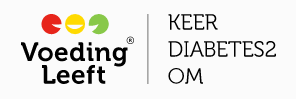 Voeding®
Leeft
KEER
DIABETES2
OM